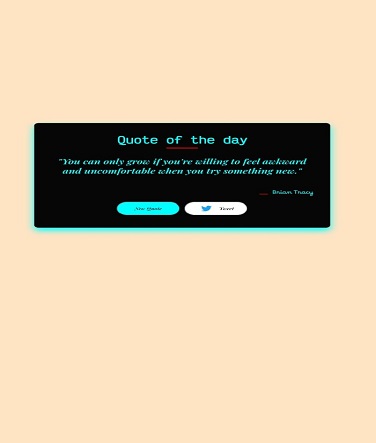 Quote of the day
"You can only grow if you're willing to feel awkward
and uncomfortable when you try something new."
__ Brian Tracy
New Quote
Tweet